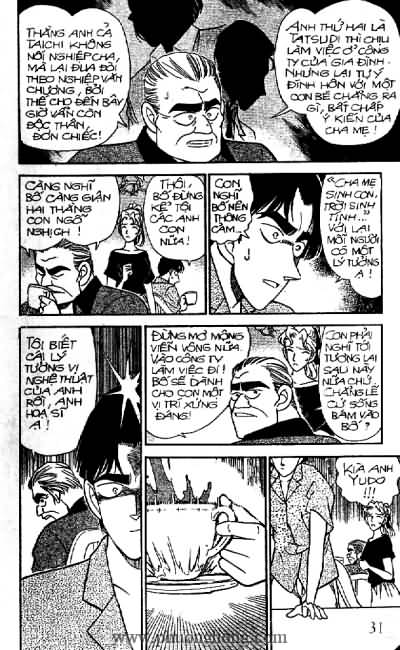 THẰNG ANH CẢ
TAICHI KHÔNG
NỐI NGHIỆP CHA,
MÀ LẠI ĐUA ĐÒI
THEO NGHIỆP VĂN
CHƯƠNG, BỞI
THẾ CHO ĐẾN BÂY
GIỜ VẪN CÒN
ĐỘC THÂN,
ĐƠN CHIẾC!
ANH THỨ HAI LÀ
TATSUDI THÌ CHỊU
LÀM VIỆC Ở CÔNG
TY CỦA GIA ĐÌNH.
NHƯNG LẠI TỰ Ý
ĐÍNH HÔN VỚI MỘT
CON BÉ CHẲNG RA
GÌ, BẤT CHẤP
Ý KIẾN CỦA
CHA MẸ!
CÀNG NGHĨ
BỐ CÀNG GIẬN
HAI THẰNG
CON NGỖ
NGHỊCH!
THÔI,
BỐ ĐỪNG
KỂ TỘI
CÁC ANH
CON
NỮA!
CON
NGHĨ
BỐ NÊN
THÔNG
CẢM...
"CHA MẸ
SINH CON,
TRỜI SINH
TÍNH..."
VỚI LẠI
MỖI NGƯỜI
CÓ MỘT
LÝ TƯỞNG
Ạ!
TÔI BIẾT
CÁI LÝ
TƯỞNG VỊ
NGHỆ THUẬT
CỦA ANH
RỒI, ANH
HỌA SĨ
Ạ!
ĐỪNG MƠ MỘNG
VIỂN VÔNG NỮA.
VÀO CÔNG TY
LÀM VIỆC ĐI!
BỐ SẼ DÀNH
CHO CON MỘT
VỊ TRÍ XỨNG
ĐÁNG!
CON PHẢI
NGHĨ TỚI
TƯƠNG LAI
SAU NÀY
NỮA CHỨ.
CHẲNG LẼ
CỨ SỐNG
BÁM VÀO
BỐ?
KÌA ANH
YUDO
!!!
31